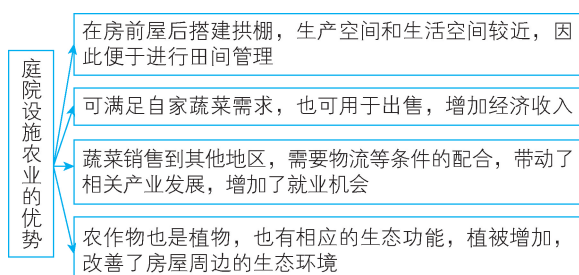 庭院设施农业的优势
在房前屋后搭建拱棚，生产空间和生活空间较近，因
此便于进行田间管理
可满足自家蔬菜需求，也可用于出售，增加经济收入
蔬菜销售到其他地区，需要物流等条件的配合，带动了
相关产业发展，增加了就业机会
农作物也是植物，也有相应的生态功能，植被增加，
改善了房屋周边的生态环境